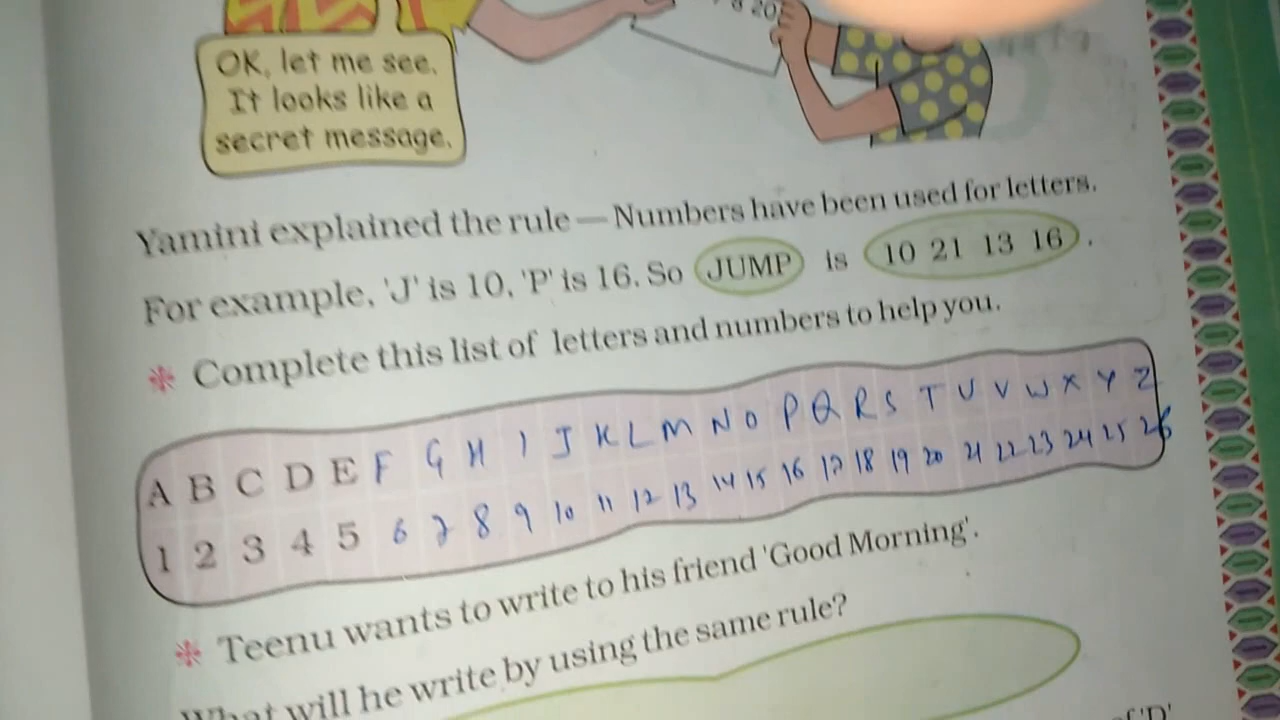 8 20
OK, let me see.
It looks like a
secret message.
Yamini explained the rule — Numbers have been used for letters.
For example, 'J' is 10, 'P' is 16. So JUMP is 10 21 13 16 .
Complete this list of letters and numbers to help you.
A B C D E F G H I J K L M N O P Q R S T U V W X Y Z
1 2 3 4 5 6 7 8 9 10 11 12 13 14 15 16 17 18 19 20 21 22 23 24 25 26
Teenu wants to write to his friend 'Good Morning'.
What will he write by using the same rule?
of 'D'